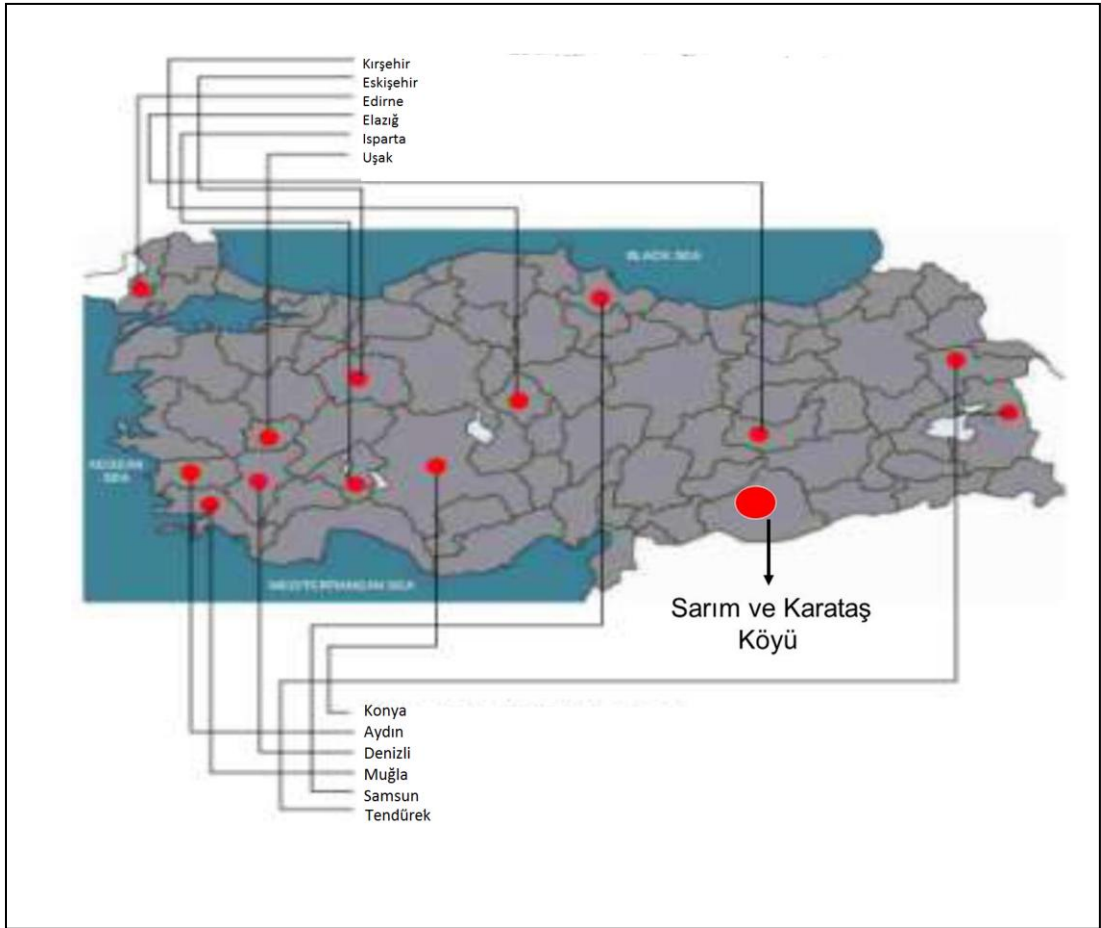 Kırşehir
Eskişehir
Edirne
Elazığ
Isparta
Uşak
BLACK SEA
AEGEAN
SEA
MEDITERRANEAN SEA
Sarım ve Karataş
Köyü
Konya
Aydın
Denizli
Muğla
Samsun
Tendürek